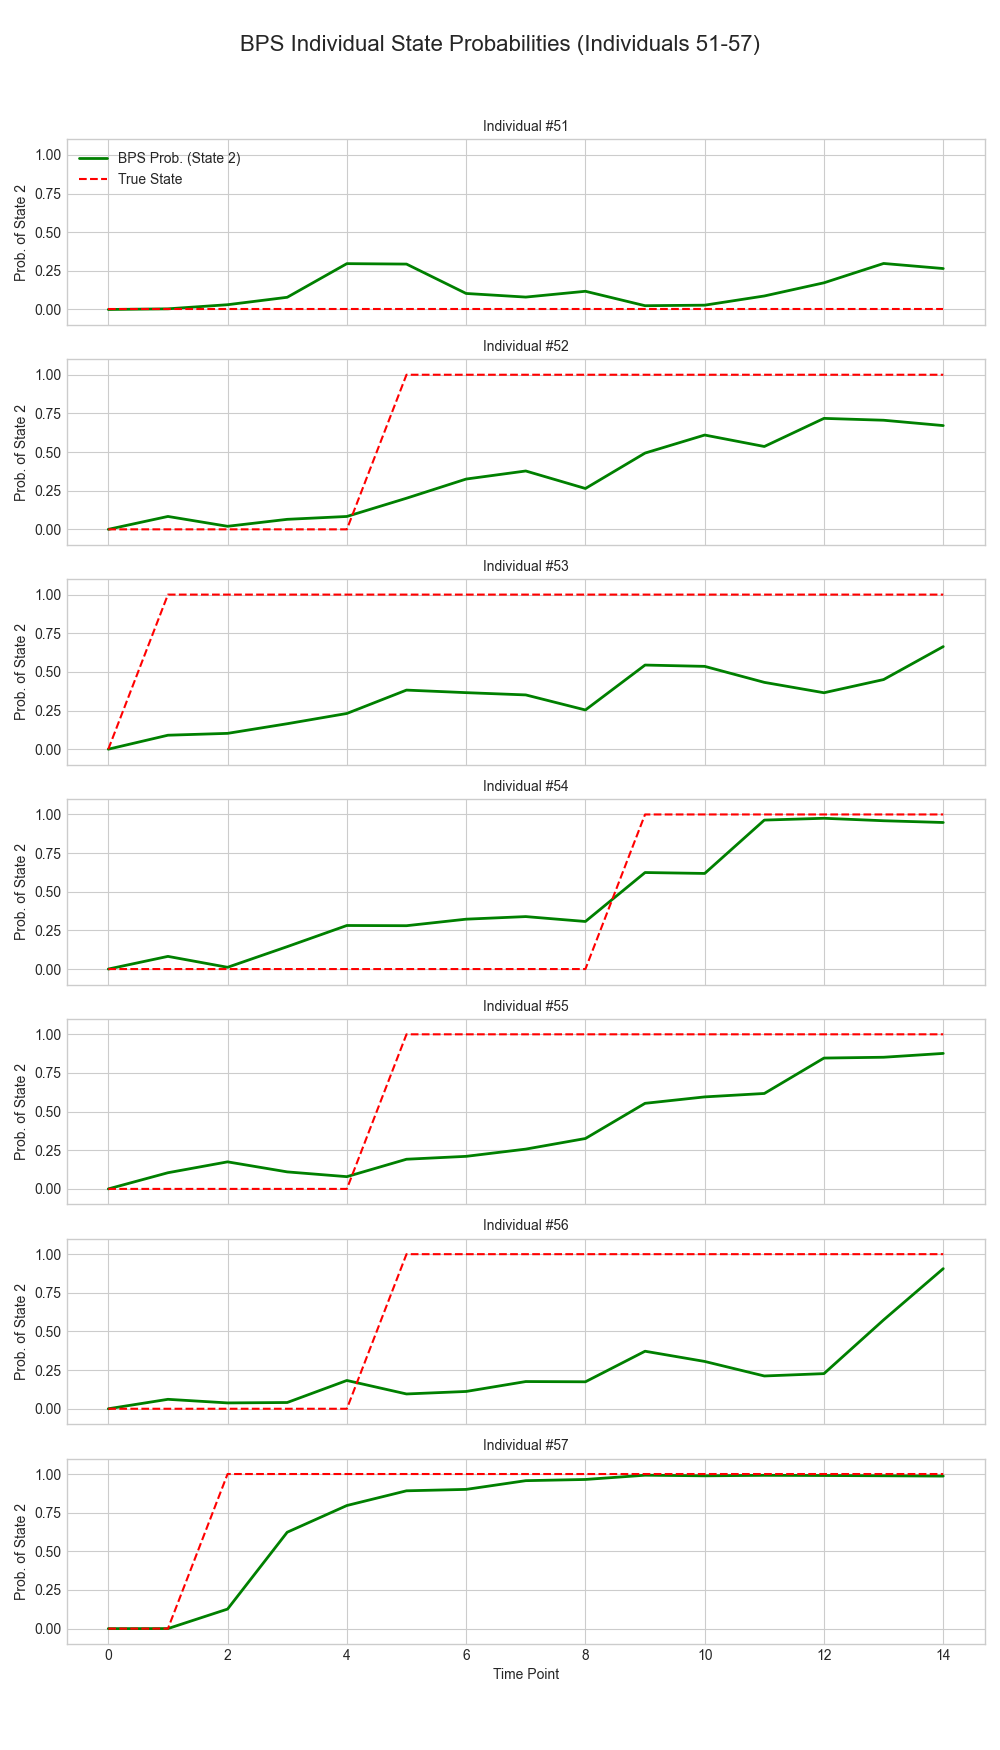 BPS Individual State Probabilities (Individuals 51-57)
Individual #51
BPS Prob. (State 2)
True State
Prob. of State 2
1.00
0.75
0.50
0.25
0.00
Individual #52
Prob. of State 2
1.00
0.75
0.50
0.25
0.00
Individual #53
Prob. of State 2
1.00
0.75
0.50
0.25
0.00
Individual #54
Prob. of State 2
1.00
0.75
0.50
0.25
0.00
Individual #55
Prob. of State 2
1.00
0.75
0.50
0.25
0.00
Individual #56
Prob. of State 2
1.00
0.75
0.50
0.25
0.00
Individual #57
Prob. of State 2
1.00
0.75
0.50
0.25
0.00
0 2 4 6 8 10 12 14
Time Point